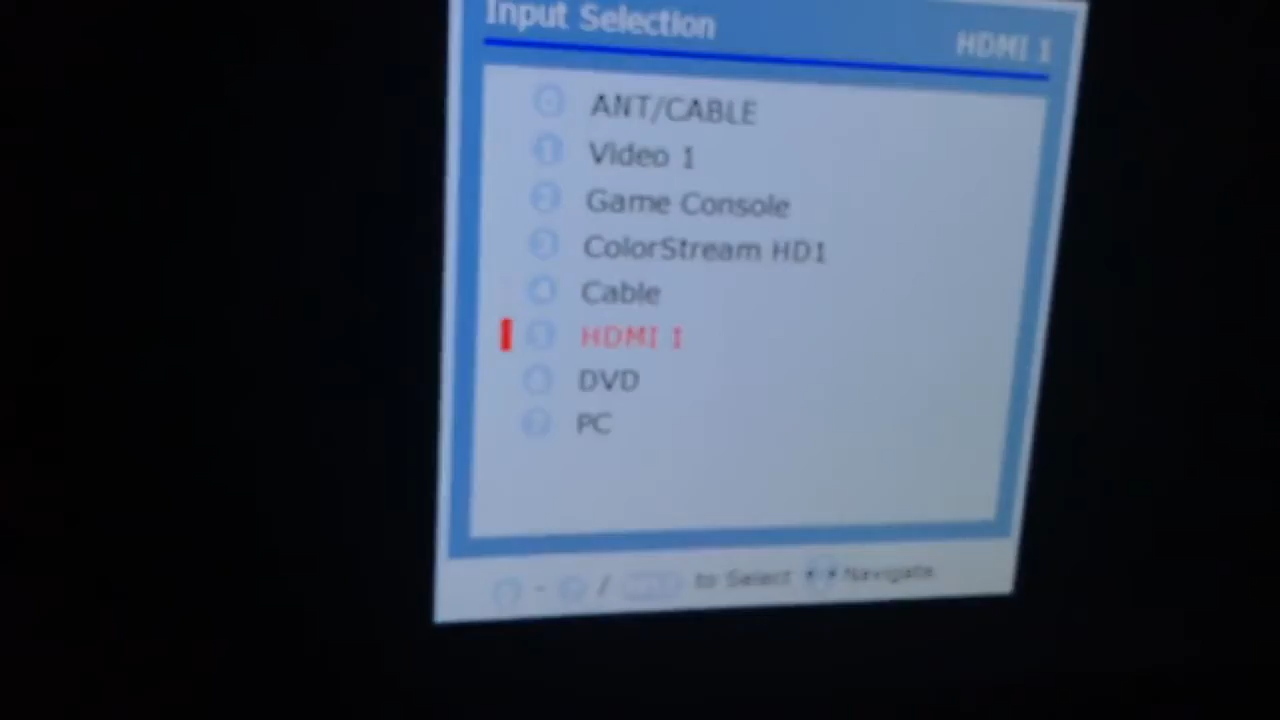 Input Selection
HDMI 1
ANT/CABLE
Video 1
Game Console
ColorStream HD1
Cable
HDMI 1
DVD
PC
- / to Select Navigate